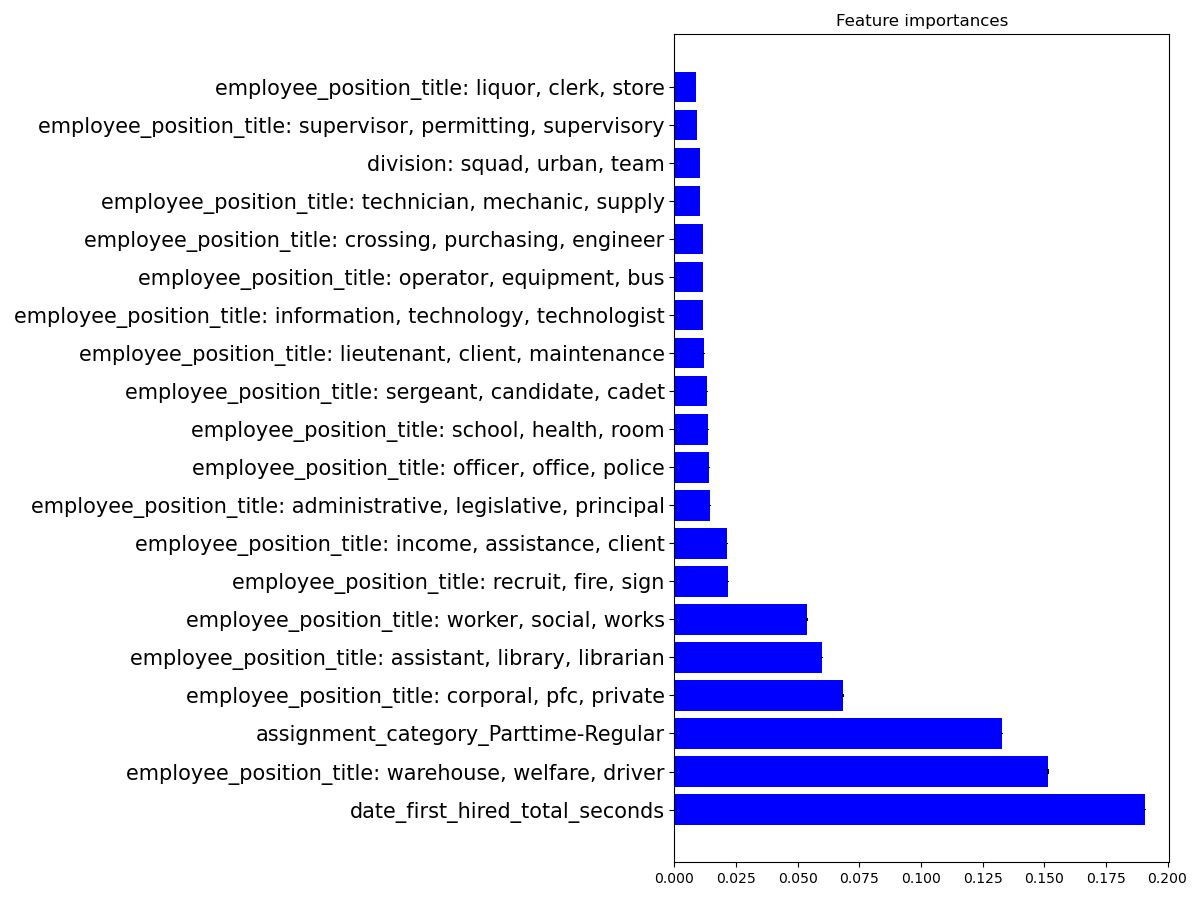 Feature importances
employee_position_title: liquor, clerk, store
employee_position_title: supervisor, permitting, supervisory
division: squad, urban, team
employee_position_title: technician, mechanic, supply
employee_position_title: crossing, purchasing, engineer
employee_position_title: operator, equipment, bus
employee_position_title: information, technology, technologist
employee_position_title: lieutenant, client, maintenance
employee_position_title: sergeant, candidate, cadet
employee_position_title: school, health, room
employee_position_title: officer, office, police
employee_position_title: administrative, legislative, principal
employee_position_title: income, assistance, client
employee_position_title: recruit, fire, sign
employee_position_title: worker, social, works
employee_position_title: assistant, library, librarian
employee_position_title: corporal, pfc, private
assignment_category_Parttime-Regular
employee_position_title: warehouse, welfare, driver
date_first_hired_total_seconds
0.000 0.025 0.050 0.075 0.100 0.125 0.150 0.175 0.200